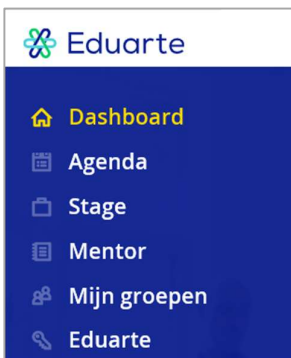 Eduarte
Dashboard
Agenda
Stage
Mentor
Mijn groepen
Eduarte